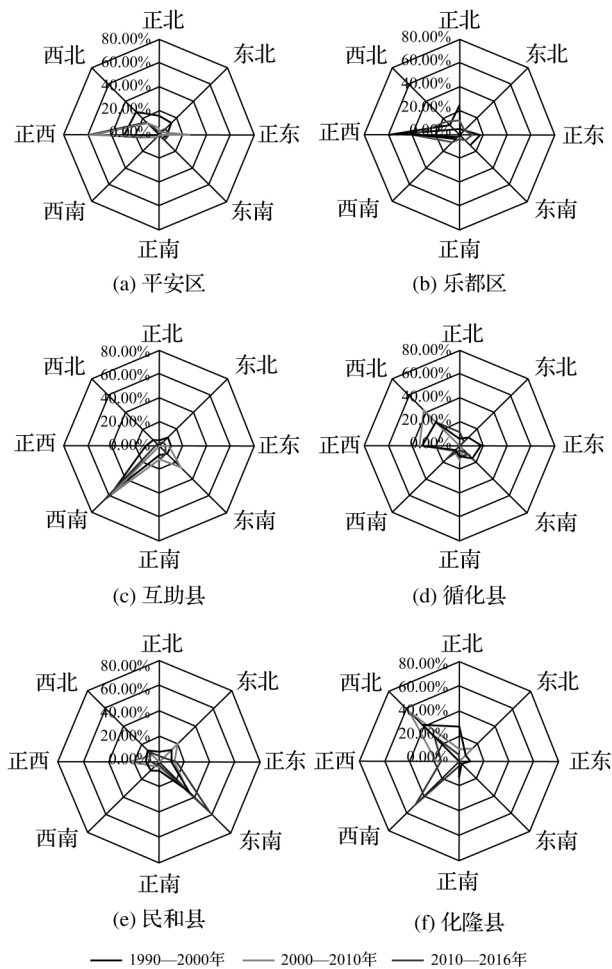 正北
80.00%
西北
60.00%
东北
40.00%
20.00%
正西
0.00%
正东
西南
东南
正南
(a) 平安区
正北
80.00%
西北
60.00%
东北
40.00%
20.00%
正西
0.00%
正东
西南
东南
正南
(b) 乐都区
正北
80.00%
西北
60.00%
东北
40.00%
20.00%
正西
0.00%
正东
西南
东南
正南
(c) 互助县
正北
80.00%
西北
60.00%
东北
40.00%
20.00%
正西
0.00%
正东
西南
东南
正南
(d) 循化县
正北
80.00%
西北
60.00%
东北
40.00%
20.00%
正西
0.00%
正东
西南
东南
正南
(e) 民和县
正北
80.00%
西北
60.00%
东北
40.00%
20.00%
正西
0.00%
正东
西南
东南
正南
(f) 化隆县
1990—2000年 2000—2010年 2010—2016年